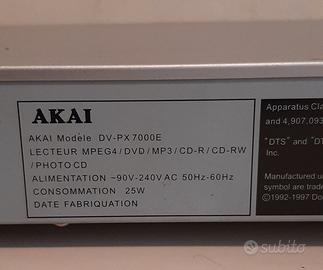 AKAI
AKAI Modele DV-PX7000E
LECTEUR MPEG4/DVD/MP3/CD-R/CD-RW
/PHOTO CD
ALIMENTATION ~90V-240V AC 50Hz-60Hz
CONSOMMATION 25W
DATE FABRIQUATION
Apparatus Cla
and 4,907,093
"DTS" and "D
Inc.
Manufactured u
symbol are trade
©1992-1997 Do
subito